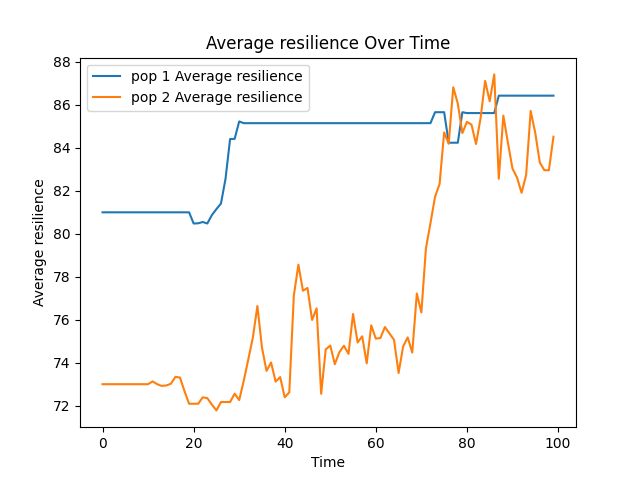 Average resilience Over Time
pop 1 Average resilience
pop 2 Average resilience
Average resilience
88
86
84
82
80
78
76
74
72
0 20 40 60 80 100
Time